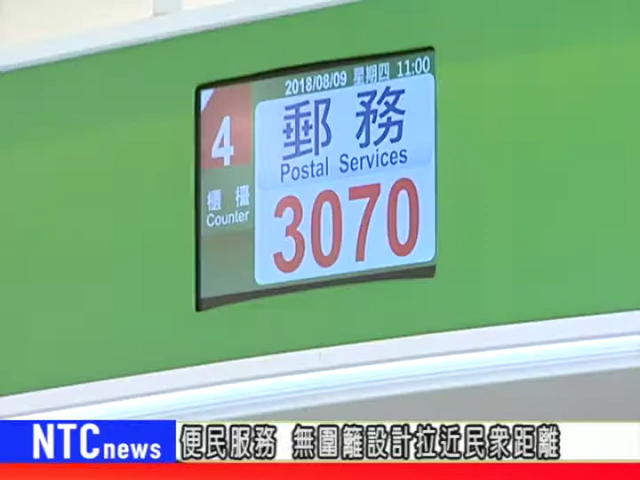 2018/08/09 星期四 11:00
4
櫃檯
Counter
郵務
Postal Services
3070
NTCnews
便民服務 無圍籬設計拉近民眾距離